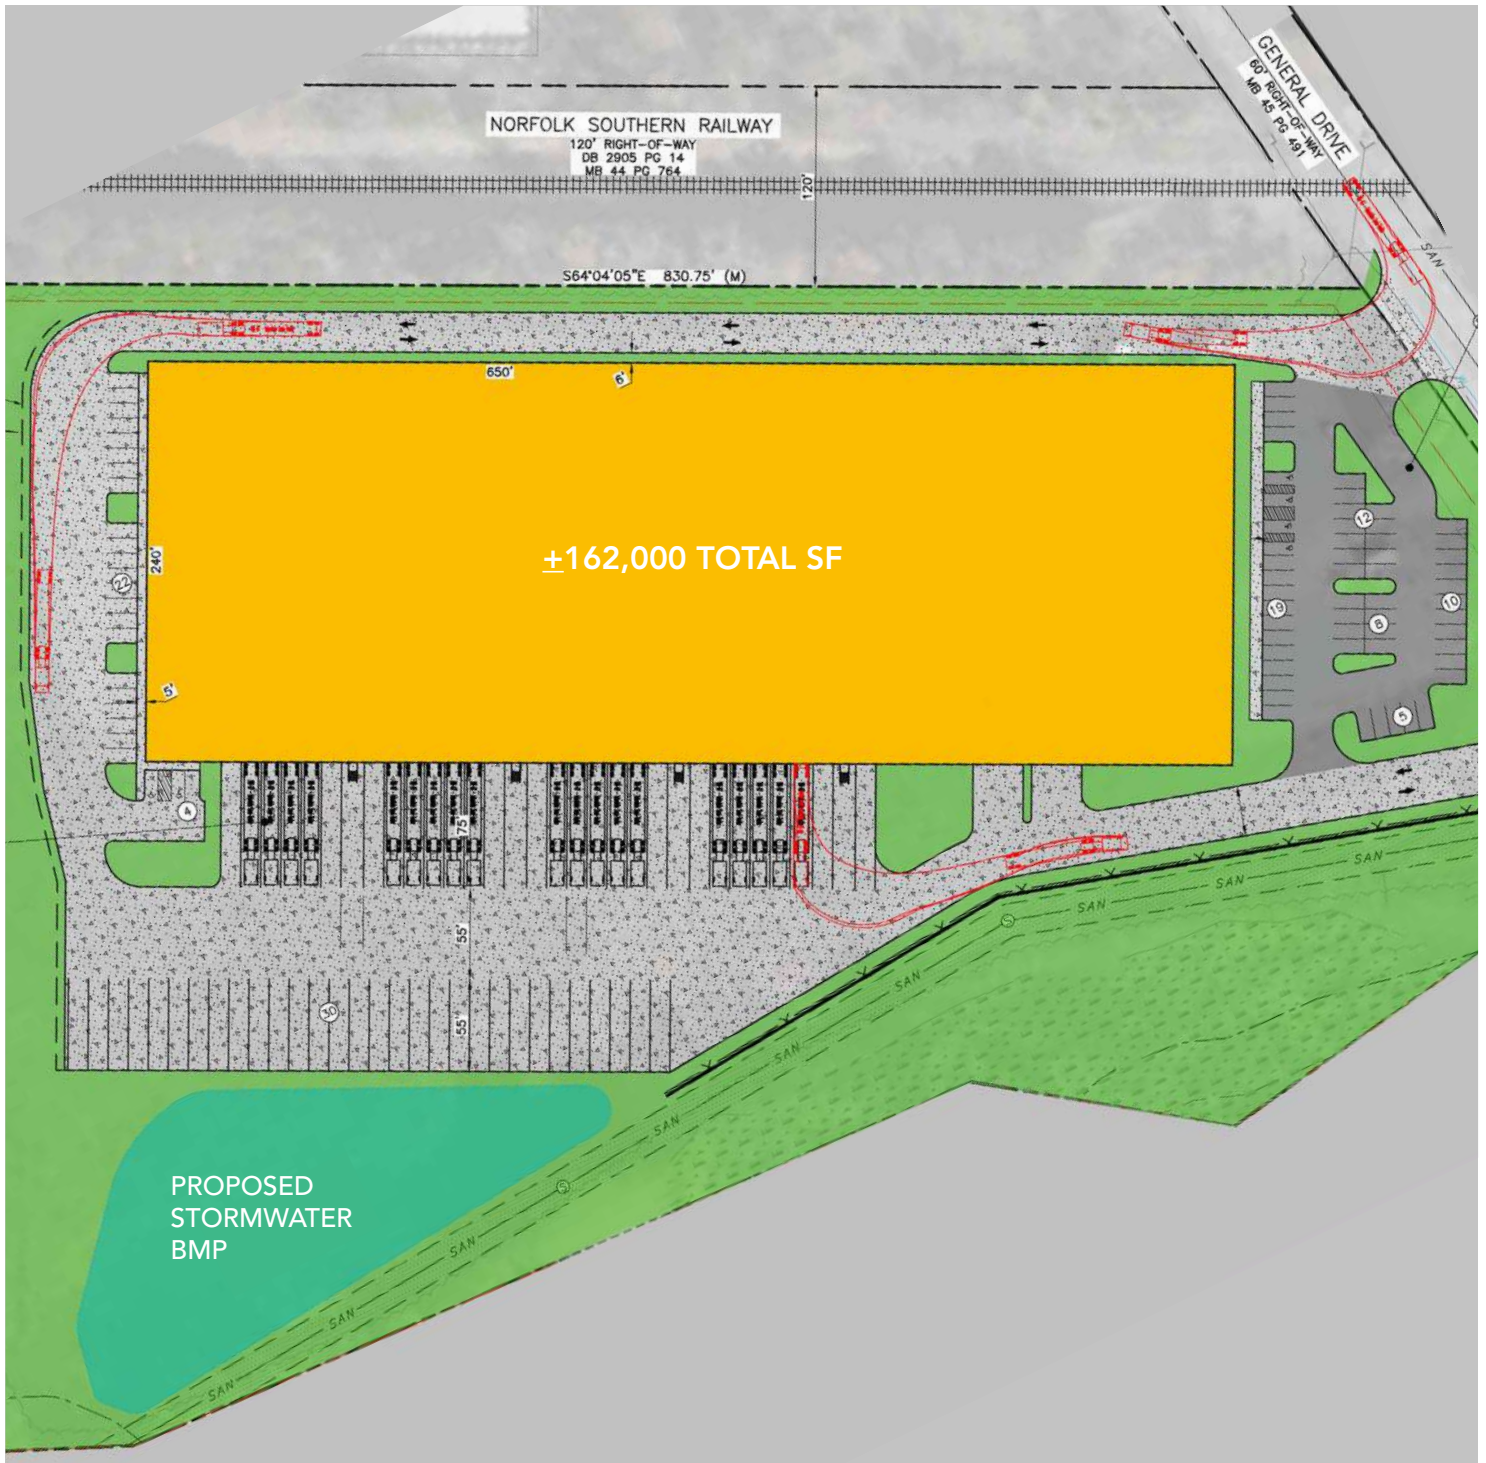 GENERAL DRIVE
60' RIGHT-OF-WAY
MB 45 PG 491
NORFOLK SOUTHERN RAILWAY
120' RIGHT-OF-WAY
DB 2905 PG 14
MB 44 PG 764
120'
SAN
S64°04'05"E 830.75' (M)
650'
6'
240'
±162,000 TOTAL SF
22
12
19
8
10
5'
5
4
75'
SAN
SAN
SAN
S
55'
SAN
30
55'
SAN
SAN
S
PROPOSED
STORMWATER
BMP
SAN
SAN
SAN